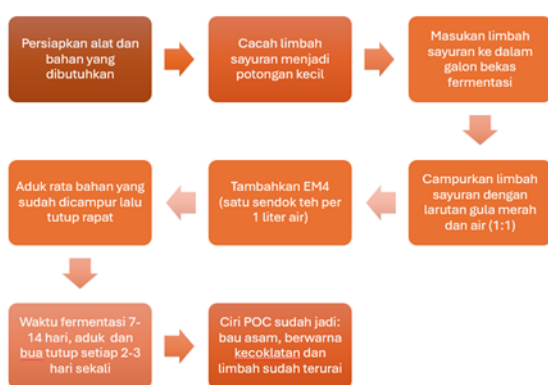 Persiapkan alat dan
bahan yang
dibutuhkan
Cacah limbah
sayuran menjadi
potongan kecil
Masukan limbah
sayuran ke dalam
galon bekas
fermentasi
Campurkan limbah
sayuran dengan
larutan gula merah
dan air (1:1)
Tambahkan EM4
(satu sendok teh per
1 liter air)
Aduk rata bahan yang
sudah dicampur lalu
tutup rapat
Waktu fermentasi 7-
14 hari, aduk dan
bua tutup setiap 2-3
hari sekali
Ciri POC sudah jadi:
bau asam, berwarna
kecoklatan dan
limbah sudah terurai